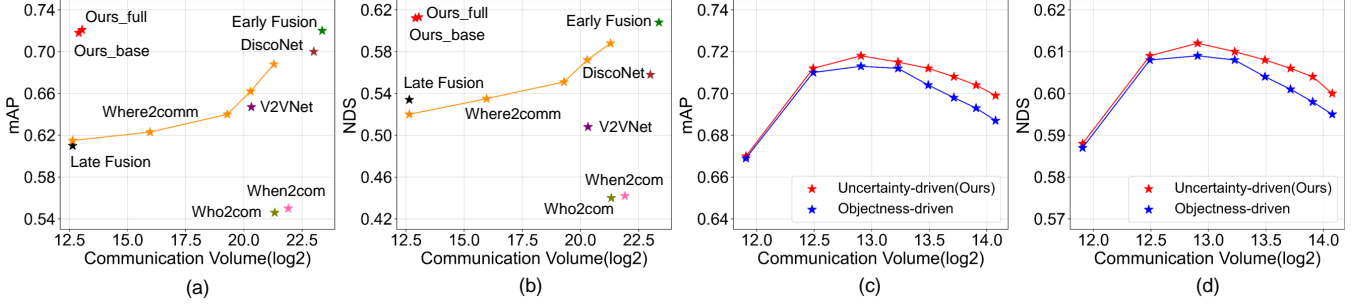 0.74
0.70
0.66
0.62
0.58
0.54
mAP
Ours_full
Ours_base
Early Fusion
DiscoNet
V2VNet
Where2comm
Late Fusion
When2com
Who2com
12.5 15.0 17.5 20.0 22.5
Communication Volume(log2)
(a)
0.62
0.58
0.54
0.50
0.46
0.42
NDS
Ours_full
Ours_base
Early Fusion
DiscoNet
Late Fusion
Where2comm
V2VNet
When2com
Who2com
12.5 15.0 17.5 20.0 22.5
Communication Volume(log2)
(b)
0.74
0.72
0.70
0.68
0.66
0.64
mAP
Uncertainty-driven(Ours)
Objectness-driven
12.0 12.5 13.0 13.5 14.0
Communication Volume(log2)
(c)
0.62
0.61
0.60
0.59
0.58
0.57
NDS
Uncertainty-driven(Ours)
Objectness-driven
12.0 12.5 13.0 13.5 14.0
Communication Volume(log2)
(d)